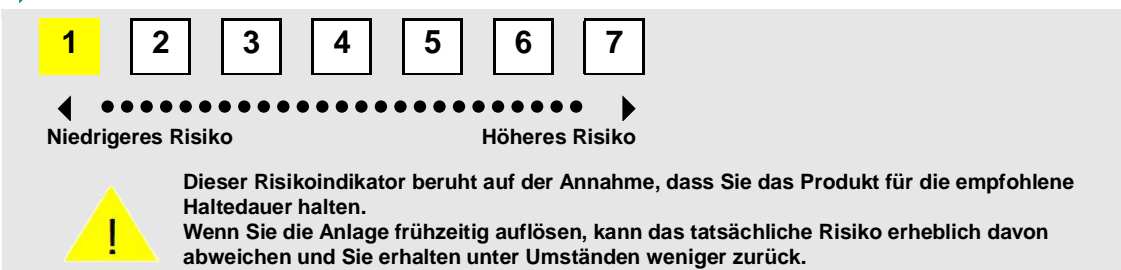 1 2 3 4 5 6 7
Niedrigeres Risiko Höheres Risiko
Dieser Risikoindikator beruht auf der Annahme, dass Sie das Produkt für die empfohlene
Haltedauer halten.
! Wenn Sie die Anlage frühzeitig auflösen, kann das tatsächliche Risiko erheblich davon
abweichen und Sie erhalten unter Umständen weniger zurück.